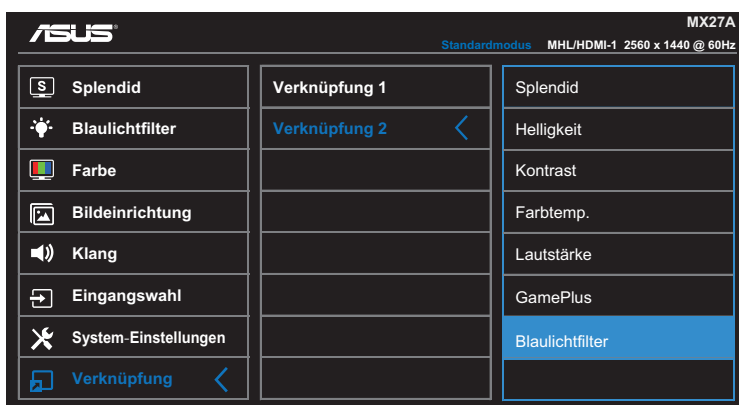 ASUS
MX27A
Standardmodus MHL/HDMI-1 2560 x 1440 @ 60Hz
S Splendid
Blaulichtfilter
Farbe
Bildeinrichtung
Klang
Eingangswahl
System-Einstellungen
Verknüpfung
Verknüpfung 1
Verknüpfung 2
Splendid
Helligkeit
Kontrast
Farbtemp.
Lautstärke
GamePlus
Blaulichtfilter